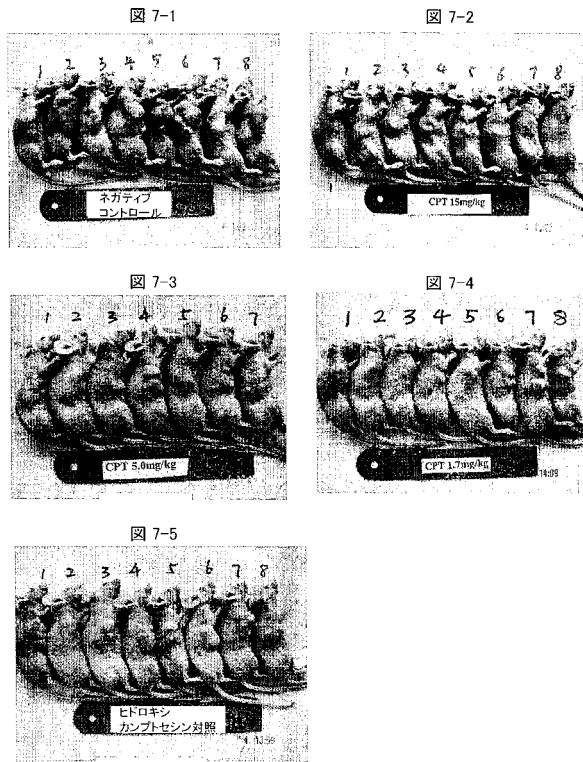 図 7-1
図 7-2
1 2 3 4 5 6 7 8
ネガティブ
コントロール
1 2 3 4 5 6 7 8
CPT 15mg/kg
図 7-3
図 7-4
1 2 3 4 5 6 7
CPT 5.0mg/kg
1 2 3 4 5 6 7 8
CPT 1.7mg/kg
14:09
図 7-5
1 2 3 4 5 6 7 8
ヒドロキシ
カンプトセシン対照